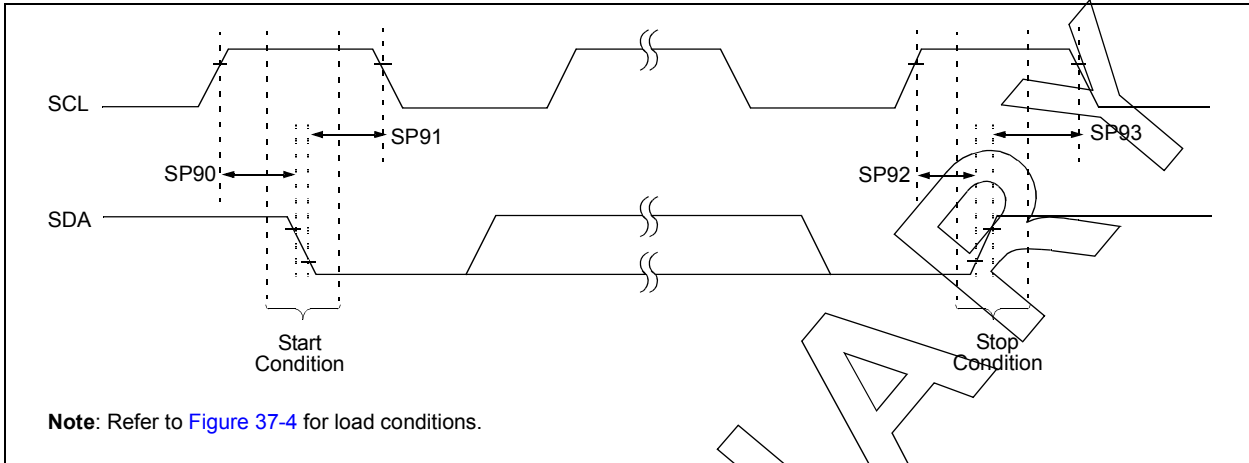 SCL
SP91
SP93
SP90
SP92
SDA
Start
Condition
Stop
Condition
Note: Refer to Figure 37-4 for load conditions.